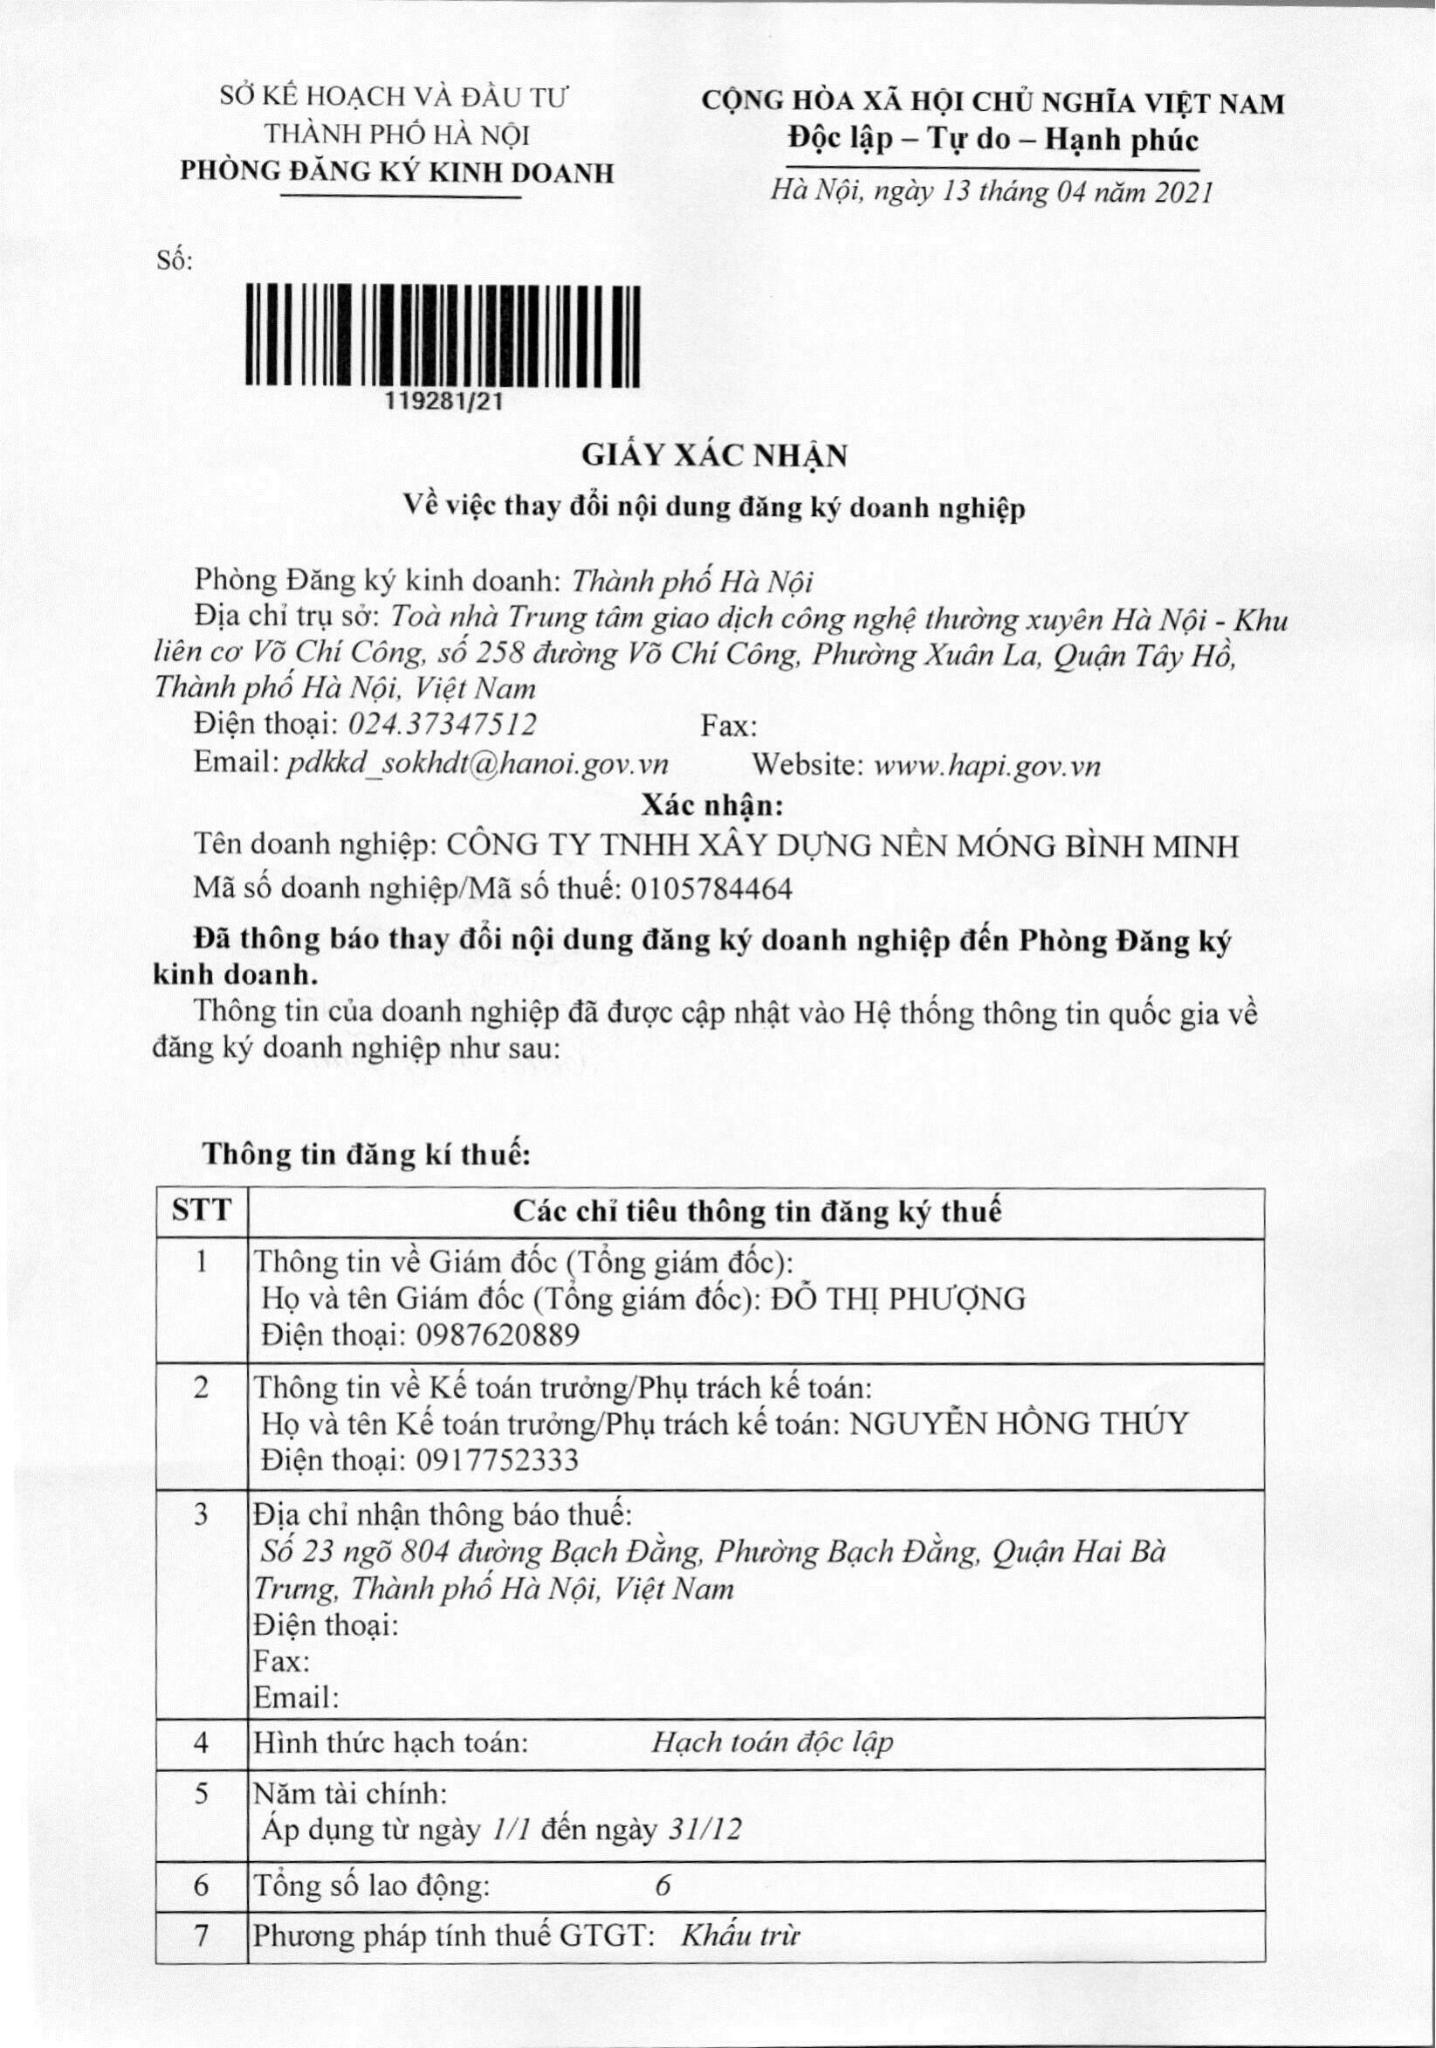 SỞ KẾ HOẠCH VÀ ĐẦU TƯ
THÀNH PHỐ HÀ NỘI
PHÒNG ĐĂNG KÝ KINH DOANH
CỘNG HÒA XÃ HỘI CHỦ NGHĨA VIỆT NAM
Độc lập – Tự do – Hạnh phúc
Hà Nội, ngày 13 tháng 04 năm 2021
Số:
119281/21
GIẤY XÁC NHẬN
Về việc thay đổi nội dung đăng ký doanh nghiệp
Phòng Đăng ký kinh doanh: Thành phố Hà Nội
Địa chỉ trụ sở: Toà nhà Trung tâm giao dịch công nghệ thường xuyên Hà Nội - Khu
liên cơ Võ Chí Công, số 258 đường Võ Chí Công, Phường Xuân La, Quận Tây Hồ,
Thành phố Hà Nội, Việt Nam
Điện thoại: 024.37347512 Fax:
Email: pdkkd_sokhdt@hanoi.gov.vn Website: www.hapi.gov.vn
Xác nhận:
Tên doanh nghiệp: CÔNG TY TNHH XÂY DỰNG NỀN MÓNG BÌNH MINH
Mã số doanh nghiệp/Mã số thuế: 0105784464
Đã thông báo thay đổi nội dung đăng ký doanh nghiệp đến Phòng Đăng ký
kinh doanh.
Thông tin của doanh nghiệp đã được cập nhật vào Hệ thống thông tin quốc gia về
đăng ký doanh nghiệp như sau:
Thông tin đăng kí thuế:
STT Các chỉ tiêu thông tin đăng ký thuế
1 Thông tin về Giám đốc (Tổng giám đốc):
Họ và tên Giám đốc (Tổng giám đốc): ĐỖ THỊ PHƯỢNG
Điện thoại: 0987620889
2 Thông tin về Kế toán trưởng/Phụ trách kế toán:
Họ và tên Kế toán trưởng/Phụ trách kế toán: NGUYỄN HỒNG THÚY
Điện thoại: 0917752333
3 Địa chỉ nhận thông báo thuế:
Số 23 ngõ 804 đường Bạch Đằng, Phường Bạch Đằng, Quận Hai Bà
Trưng, Thành phố Hà Nội, Việt Nam
Điện thoại:
Fax:
Email:
4 Hình thức hạch toán: Hạch toán độc lập
5 Năm tài chính:
Áp dụng từ ngày 1/1 đến ngày 31/12
6 Tổng số lao động: 6
7 Phương pháp tính thuế GTGT: Khấu trừ